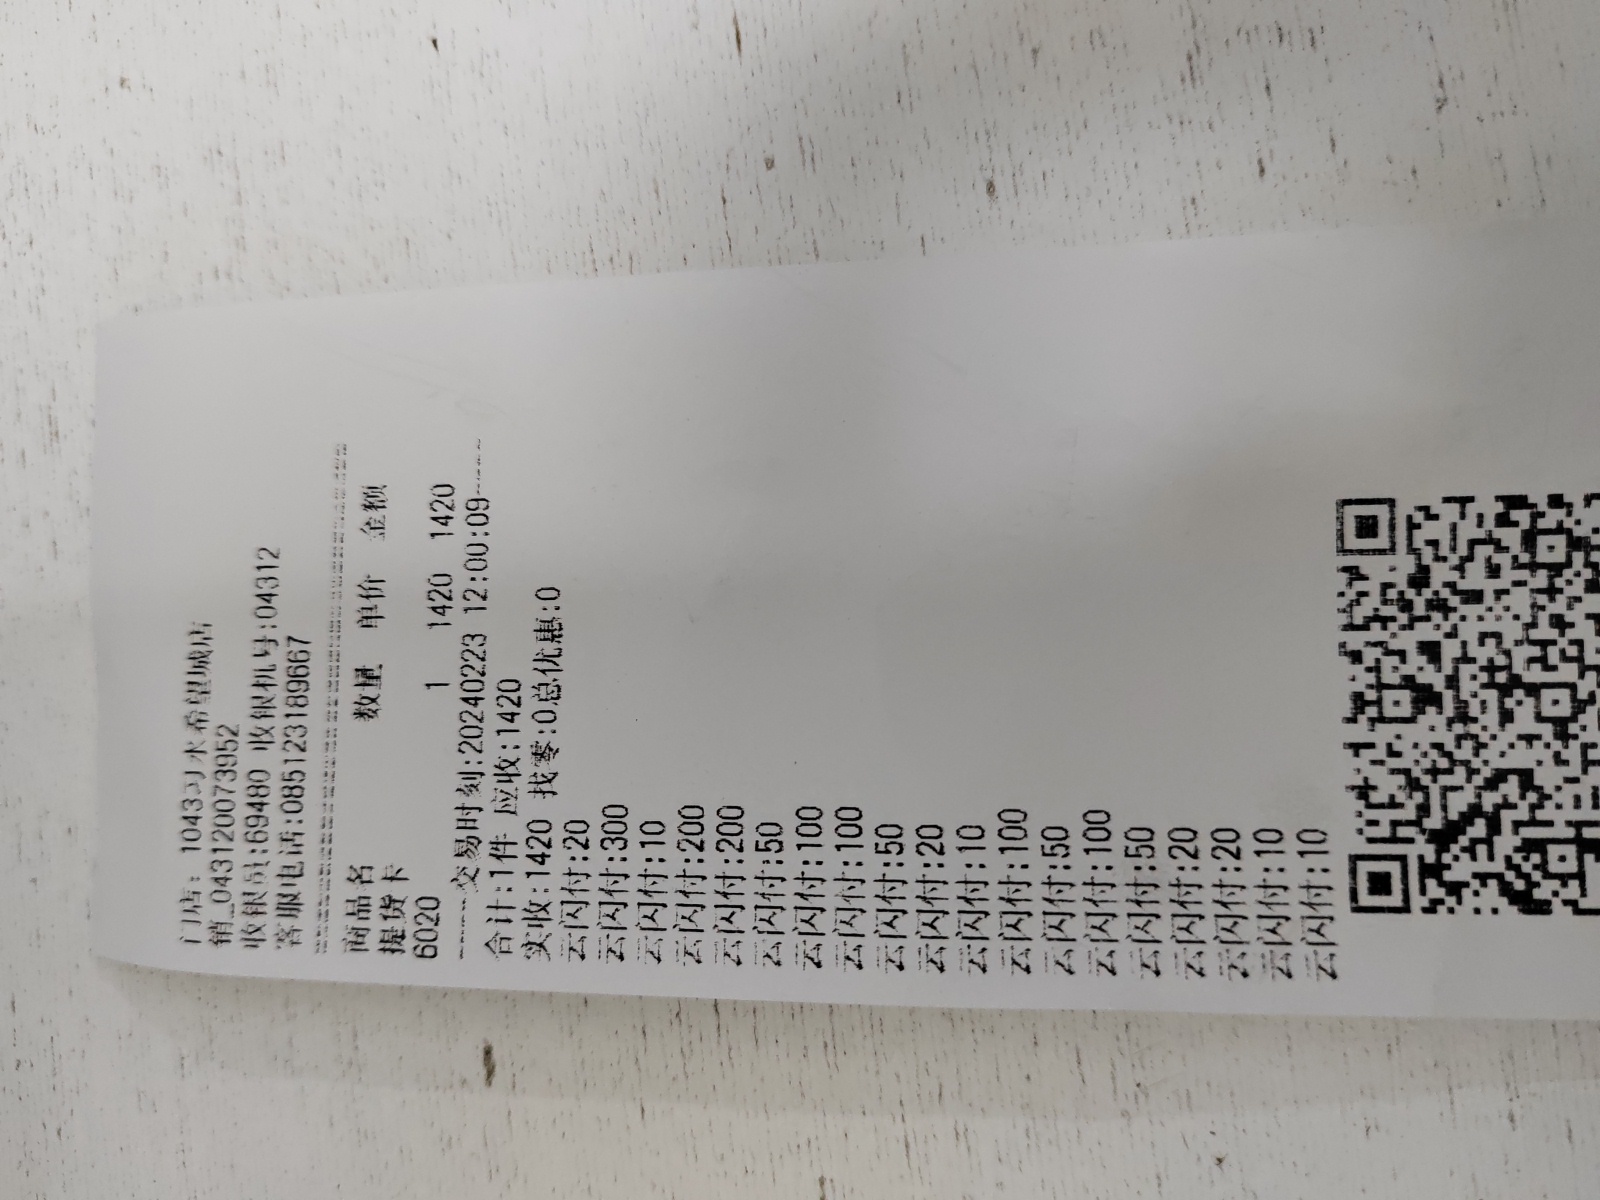 门店: 1043习水希望城店
销_043120073952
收银员:69480 收银机号:04312
客服电话:085123189667
商品名 数量 单价 金额
提货卡
6020 1 1420 1420
------交易时刻:20240223 12:00:09------
合计:1件 应收:1420
实收:1420 找零:0总优惠:0
云闪付:20
云闪付:300
云闪付:10
云闪付:200
云闪付:200
云闪付:50
云闪付:100
云闪付:100
云闪付:50
云闪付:20
云闪付:10
云闪付:100
云闪付:50
云闪付:100
云闪付:50
云闪付:20
云闪付:20
云闪付:10
云闪付:10